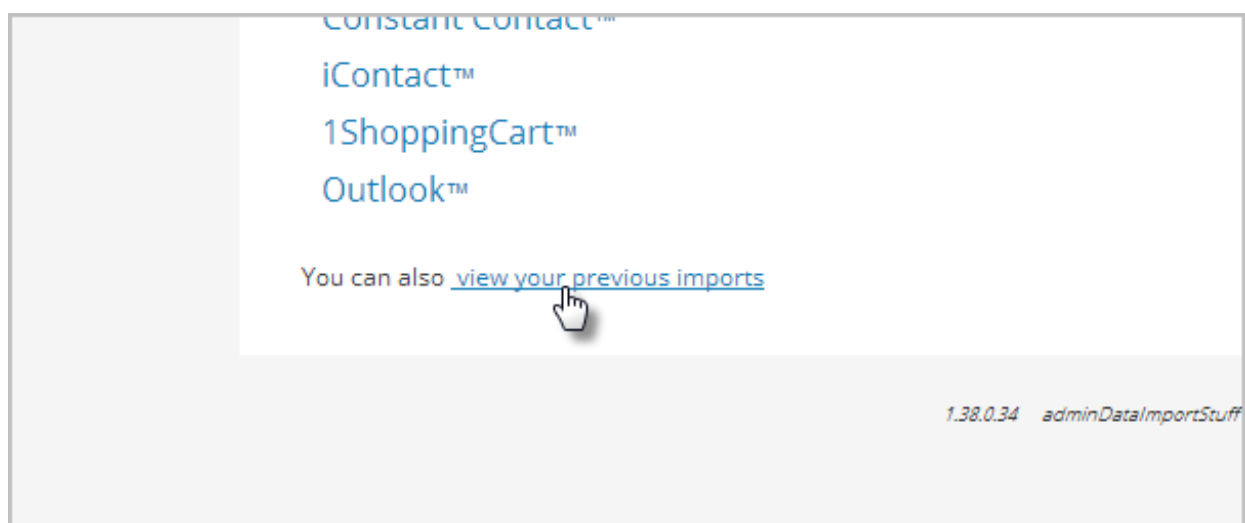 Constant Contact™
iContact™
1ShoppingCart™
Outlook™
You can also view your previous imports
1.38.0.34 adminDataImportStuff